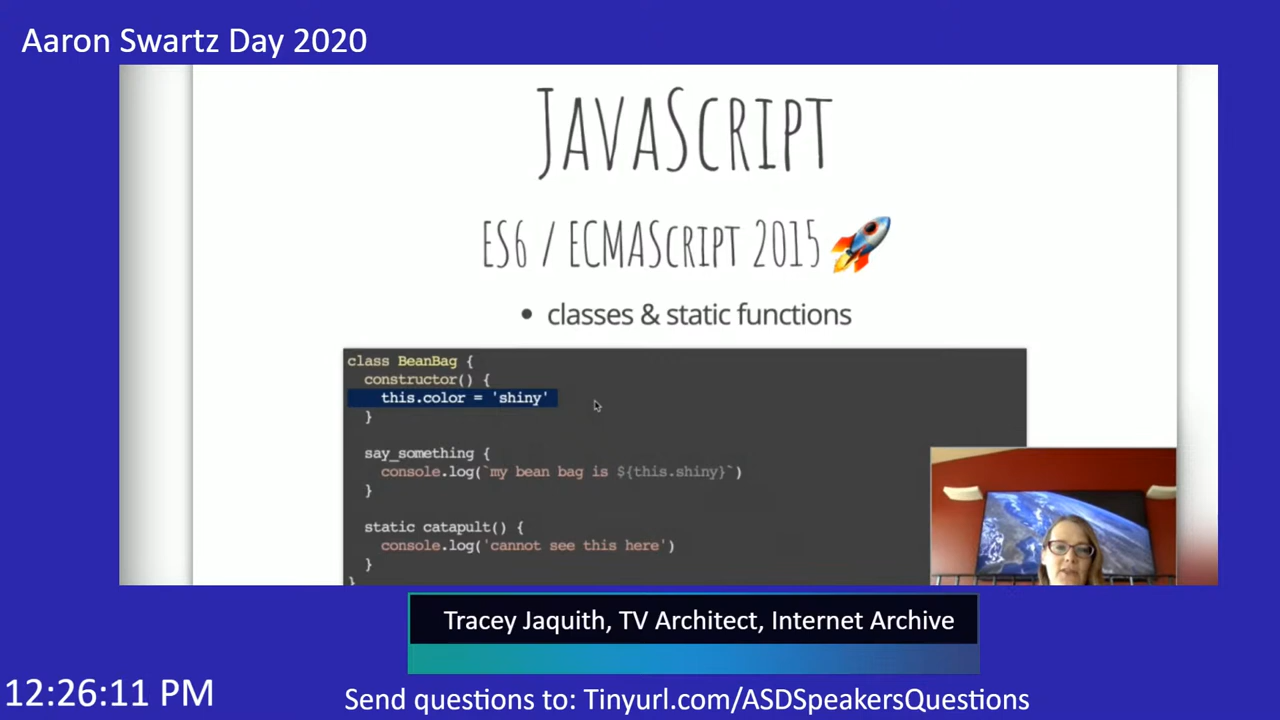 Aaron Swartz Day 2020
JavaScript
ES6 / ECMAScript 2015
• classes & static functions
class BeanBag {
constructor() {
this.color = 'shiny'
}
say_something {
console.log(`my bean bag is ${this.shiny}`)
}
static catapult() {
console.log('cannot see this here')
}
}
Tracey Jaquith, TV Architect, Internet Archive
12:26:11 PM
Send questions to: Tinyurl.com/ASDSpeakersQuestions